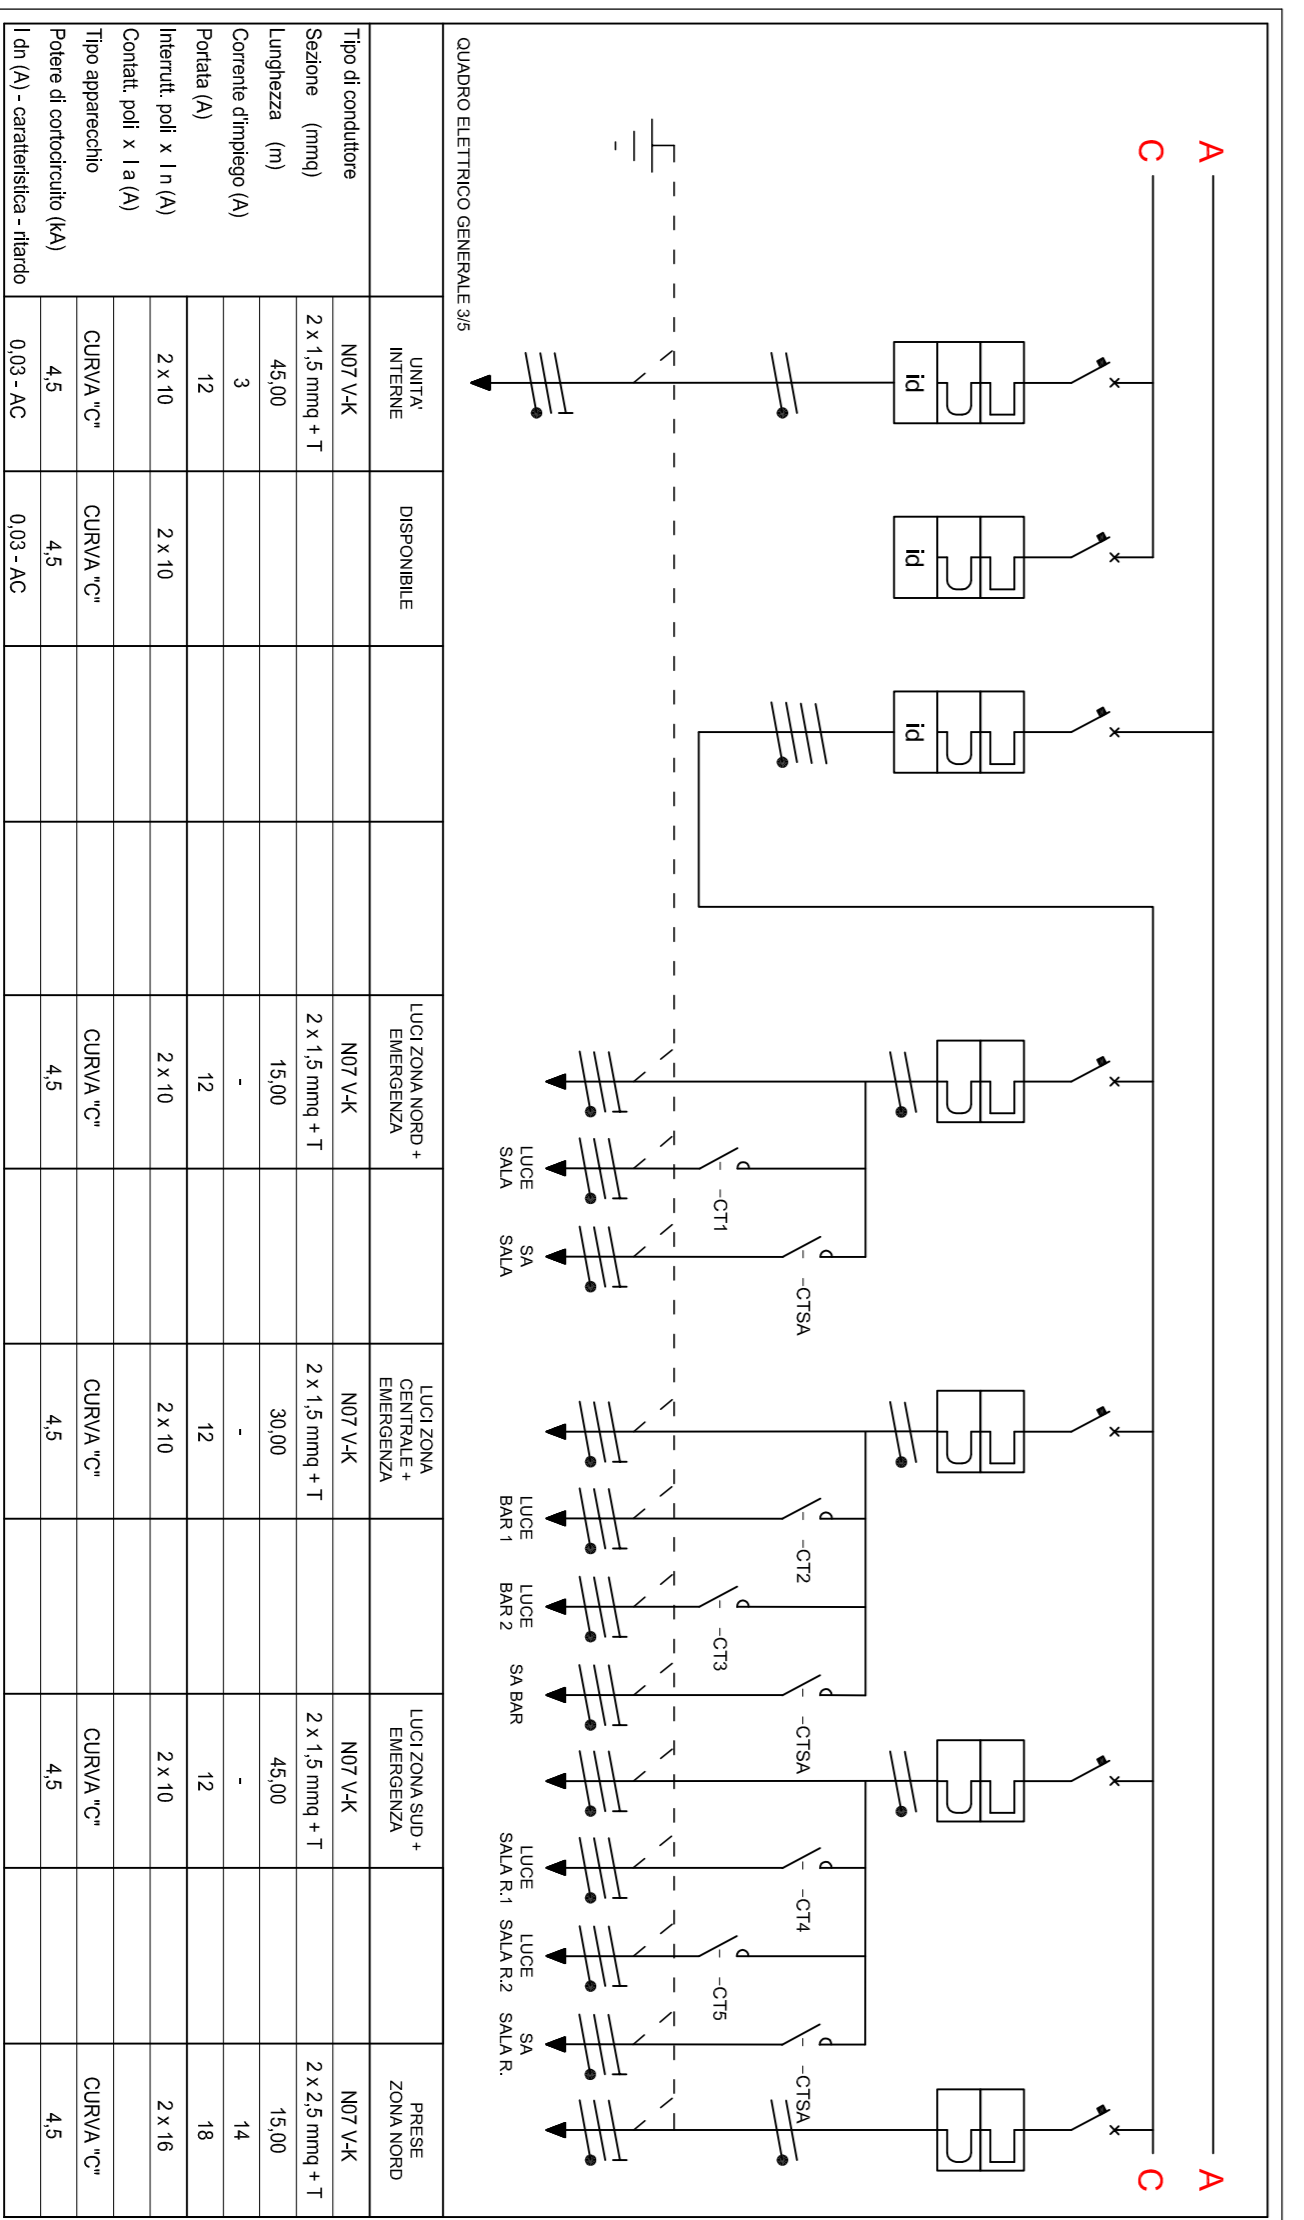 A
A
C
C
id
id
id
-CT1
-CTSA
-CT2
-CT3
-CTSA
-CT4
-CT5
-CTSA
LUCE
SALA
SA
SALA
LUCE
BAR 1
LUCE
BAR 2
SA BAR
LUCE
SALA R.1
LUCE
SALA R.2
SA
SALA R.
QUADRO ELETTRICO GENERALE 3/5
UNITA'
INTERNE
DISPONIBILE
LUCI ZONA NORD +
EMERGENZA
LUCI ZONA
CENTRALE +
EMERGENZA
LUCI ZONA SUD +
EMERGENZA
PRESE
ZONA NORD
Tipo di conduttore N07 V-K N07 V-K N07 V-K N07 V-K N07 V-K
Sezione (mmq) 2 x 1,5 mmq + T 2 x 1,5 mmq + T 2 x 1,5 mmq + T 2 x 1,5 mmq + T 2 x 2,5 mmq + T
Lunghezza (m) 45,00 15,00 30,00 45,00 15,00
Corrente d'impiego (A) 3 - - - 14
Portata (A) 12 12 12 12 18
Interrutt. poli x I n (A) 2 x 10 2 x 10 2 x 10 2 x 10 2 x 10 2 x 16
Contatt. poli x I a (A)
Tipo apparecchio CURVA "C" CURVA "C" CURVA "C" CURVA "C" CURVA "C" CURVA "C"
Potere di cortocircuito (kA) 4,5 4,5 4,5 4,5 4,5 4,5
I dn (A) - caratteristica - ritardo 0,03 - AC 0,03 - AC